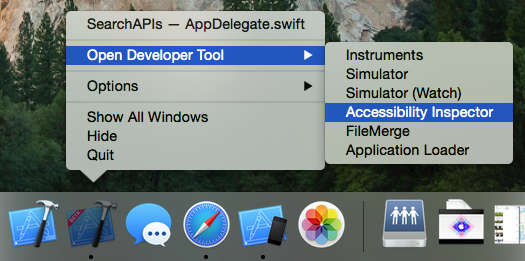 SearchAPIs — AppDelegate.swift
Open Developer Tool
Options
Show All Windows
Hide
Quit
Instruments
Simulator
Simulator (Watch)
Accessibility Inspector
FileMerge
Application Loader
BETA